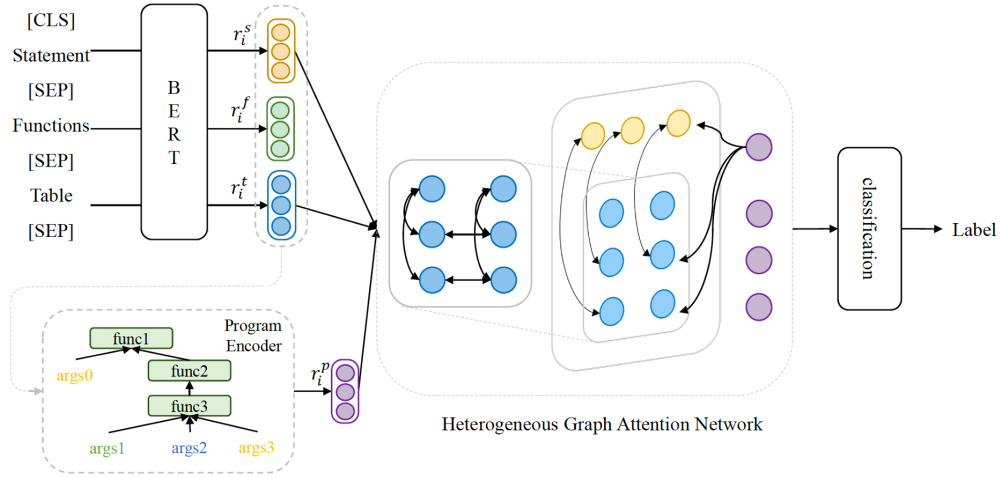 [CLS]
Statement
[SEP]
Functions
[SEP]
Table
[SEP]
B
E
R
T
r_i^s
r_i^f
r_i^t
Program
Encoder
func1
args0
func2
func3
args1
args2
args3
r_i^p
Heterogeneous Graph Attention Network
classification
Label